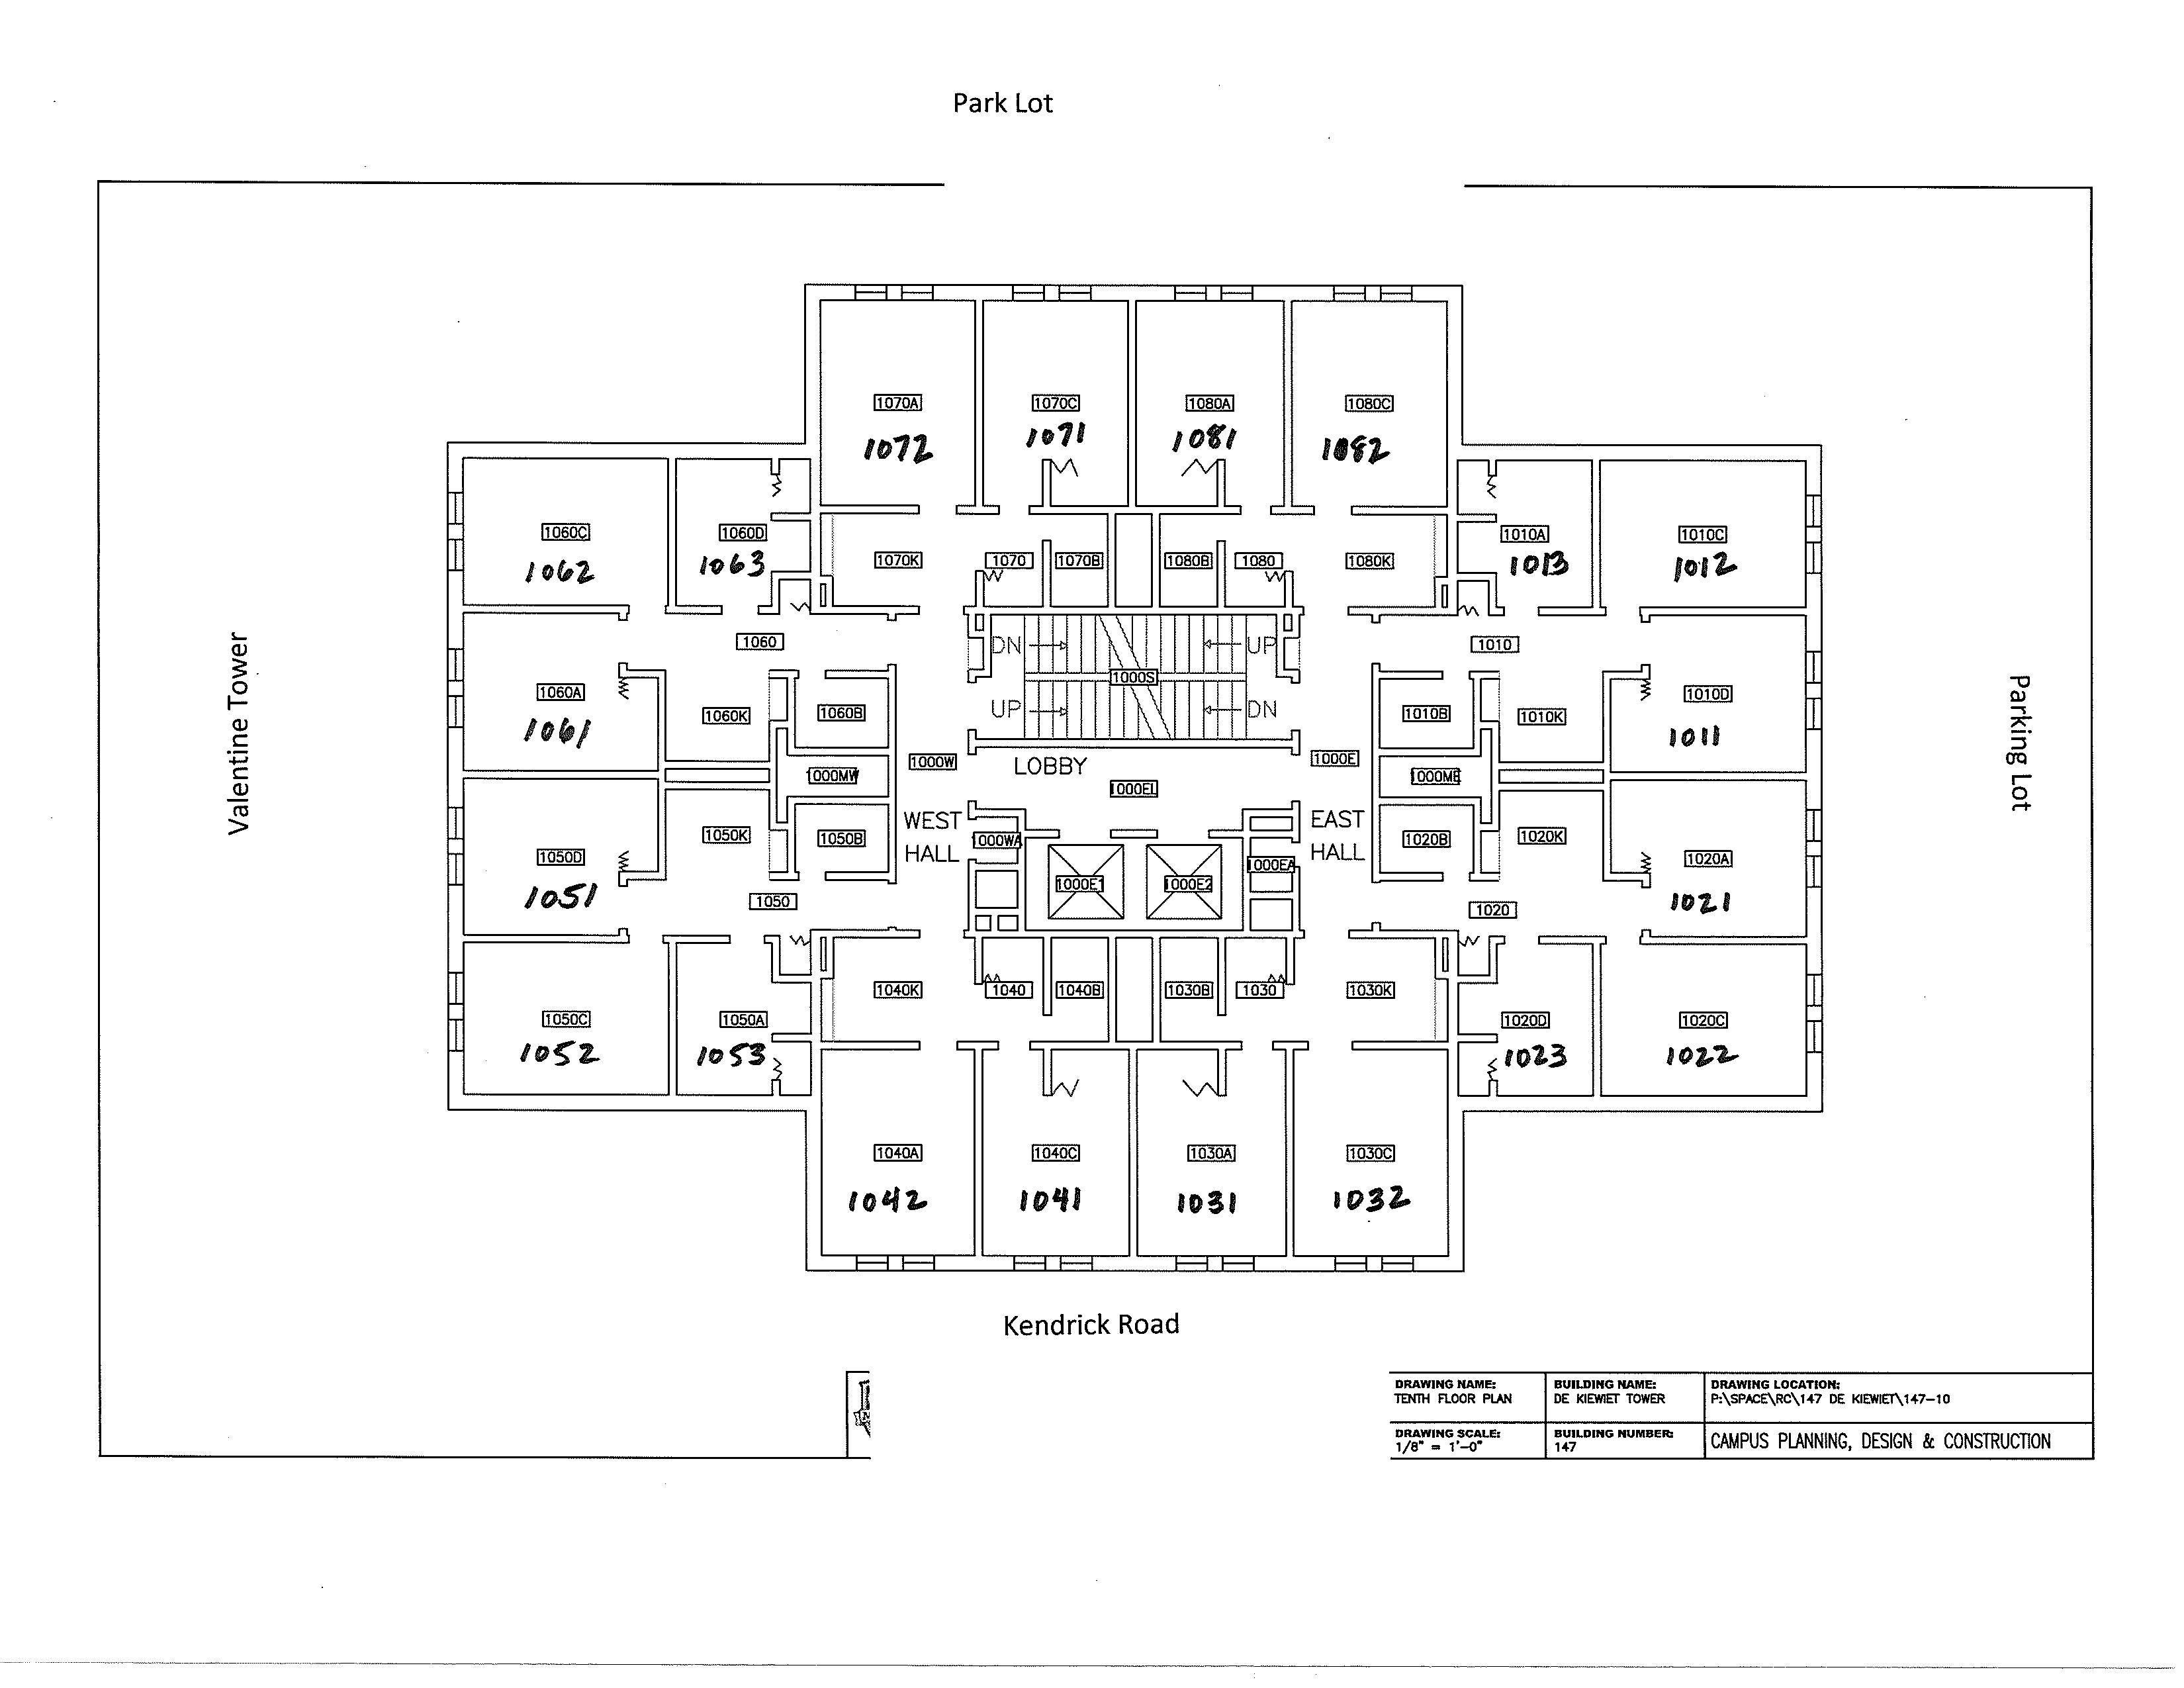 Park Lot
1070A
1070C
1080A
1080C
1072
1071
1081
1082
1060C
1060D
1010A
1010C
1062
1063
1013
1012
1070K
1070
1070B
1080B
1080
1080K
1060
DN
UP
1010
1000S
1060A
1060K
1060B
UP
DN
1010B
1010K
1010D
1061
1011
1000W
LOBBY
1000E
1000MW
1000ME
1000EL
Valentine Tower
Parking Lot
WEST
HALL
EAST
HALL
1050K
1050B
1000WA
1020B
1020K
1050D
1000EA
1020A
1051
1000E1
1000E2
1021
1050
1020
1040K
1040
1040B
1030B
1030
1030K
1050C
1050A
1020D
1020C
1052
1053
1023
1022
1040A
1040C
1030A
1030C
1042
1041
1031
1032
Kendrick Road
DRAWING NAME:
TENTH FLOOR PLAN
BUILDING NAME:
DE KIEWIET TOWER
DRAWING LOCATION:
P:\SPACE\RC\147 DE KIEWIET\147-10
DRAWING SCALE:
1/8" = 1'-0"
BUILDING NUMBER:
147
CAMPUS PLANNING, DESIGN & CONSTRUCTION